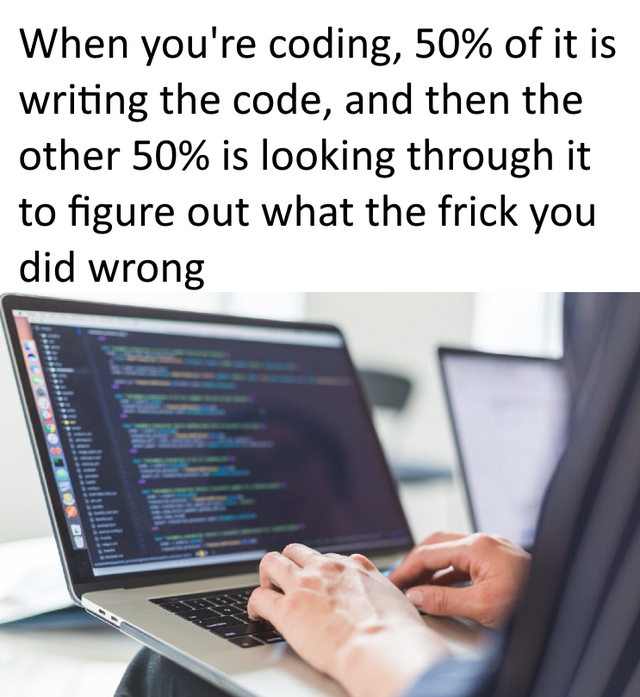 When you're coding, 50% of it is
writing the code, and then the
other 50% is looking through it
to figure out what the frick you
did wrong